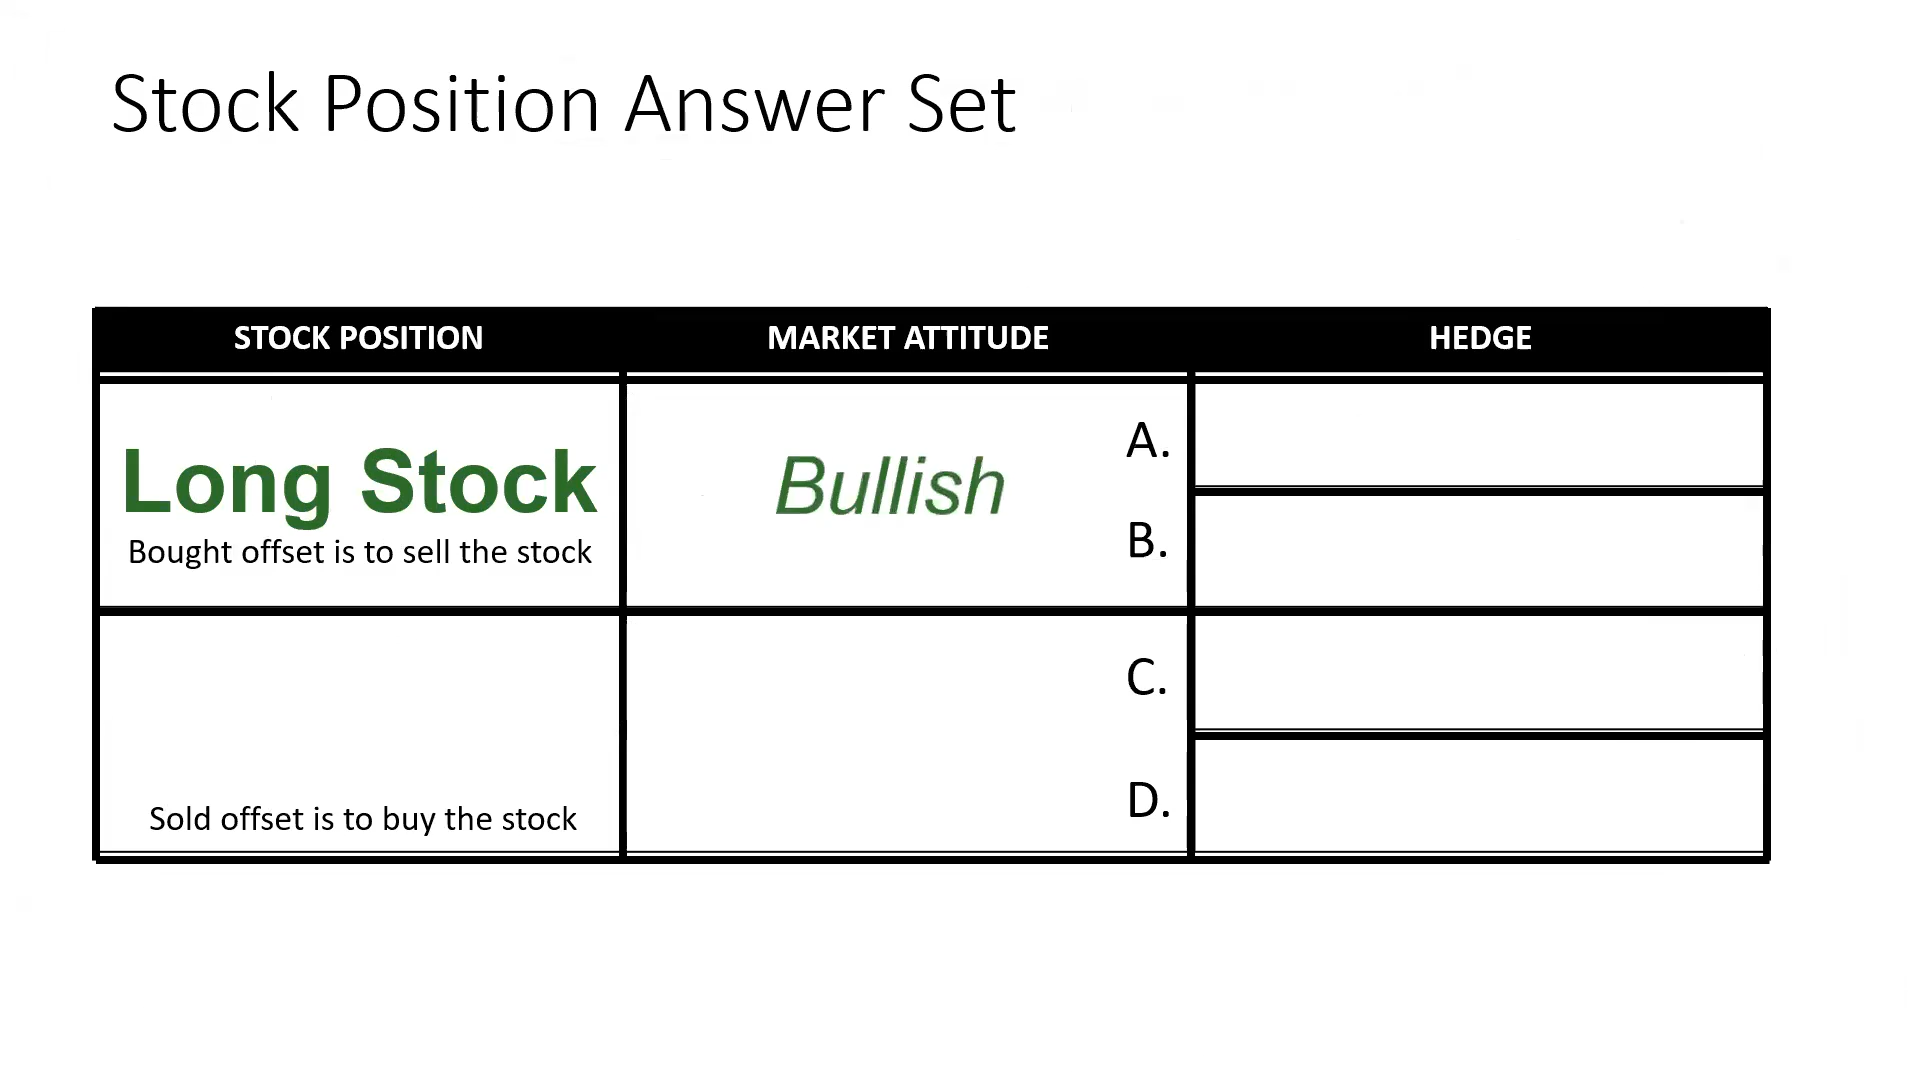 Stock Position Answer Set
STOCK POSITION
MARKET ATTITUDE
HEDGE
Long Stock
Bought offset is to sell the stock
Bullish
A.
B.
Sold offset is to buy the stock
C.
D.